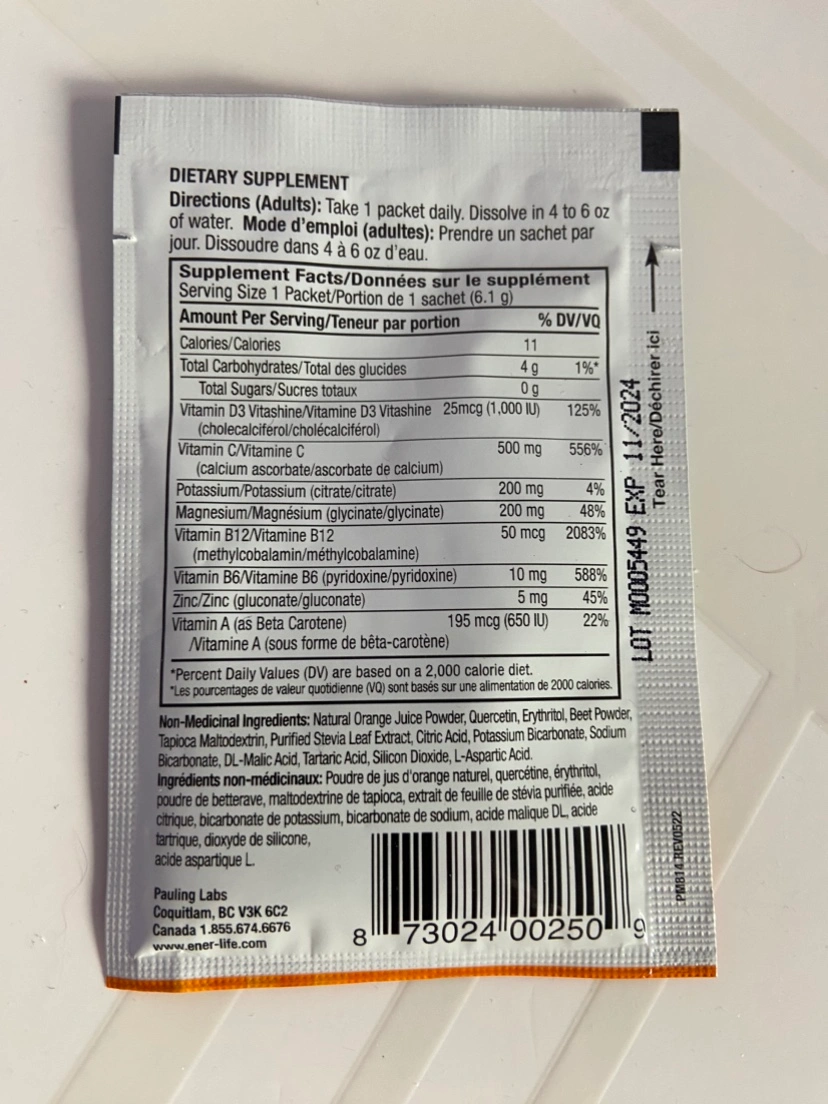 DIETARY SUPPLEMENT
Directions (Adults): Take 1 packet daily. Dissolve in 4 to 6 oz
of water. Mode d'emploi (adultes): Prendre un sachet par
jour. Dissoudre dans 4 à 6 oz d'eau.
Supplement Facts/Données sur le supplément
Serving Size 1 Packet/Portion de 1 sachet (6.1 g)
Amount Per Serving/Teneur par portion % DV/VQ
Calories/Calories 11
Total Carbohydrates/Total des glucides 4 g 1%*
Total Sugars/Sucres totaux 0 g
Vitamin D3 Vitashine/Vitamine D3 Vitashine 25mcg (1,000 IU) 125%
(cholecalciferol/cholécalciférol)
Vitamin C/Vitamine C 500 mg 556%
(calcium ascorbate/ascorbate de calcium)
Potassium/Potassium (citrate/citrate) 200 mg 4%
Magnesium/Magnésium (glycinate/glycinate) 200 mg 48%
Vitamin B12/Vitamine B12 50 mcg 2083%
(methylcobalamin/méthylcobalamine)
Vitamin B6/Vitamine B6 (pyridoxine/pyridoxine) 10 mg 588%
Zinc/Zinc (gluconate/gluconate) 5 mg 45%
Vitamin A (as Beta Carotene) 195 mcg (650 IU) 22%
/Vitamine A (sous forme de bêta-carotène)
*Percent Daily Values (DV) are based on a 2,000 calorie diet.
*Les pourcentages de valeur quotidienne (VQ) sont basés sur une alimentation de 2000 calories.
Non-Medicinal Ingredients: Natural Orange Juice Powder, Quercetin, Erythritol, Beet Powder,
Tapioca Maltodextrin, Purified Stevia Leaf Extract, Citric Acid, Potassium Bicarbonate, Sodium
Bicarbonate, DL-Malic Acid, Tartaric Acid, Silicon Dioxide, L-Aspartic Acid.
Ingrédients non-médicinaux: Poudre de jus d'orange naturel, quercétine, érythritol,
poudre de betterave, maltodextrine de tapioca, extrait de feuille de stévia purifiée, acide
citrique, bicarbonate de potassium, bicarbonate de sodium, acide malique DL, acide
tartrique, dioxyde de silicone,
acide aspartique L.
Pauling Labs
Coquitlam, BC V3K 6C2
Canada 1.855.674.6676
www.ener-life.com
8 73024 00250 9
LOT M0005449 EXP 11/2024
Tear Here/Déchirer ici
PM814 REV0522